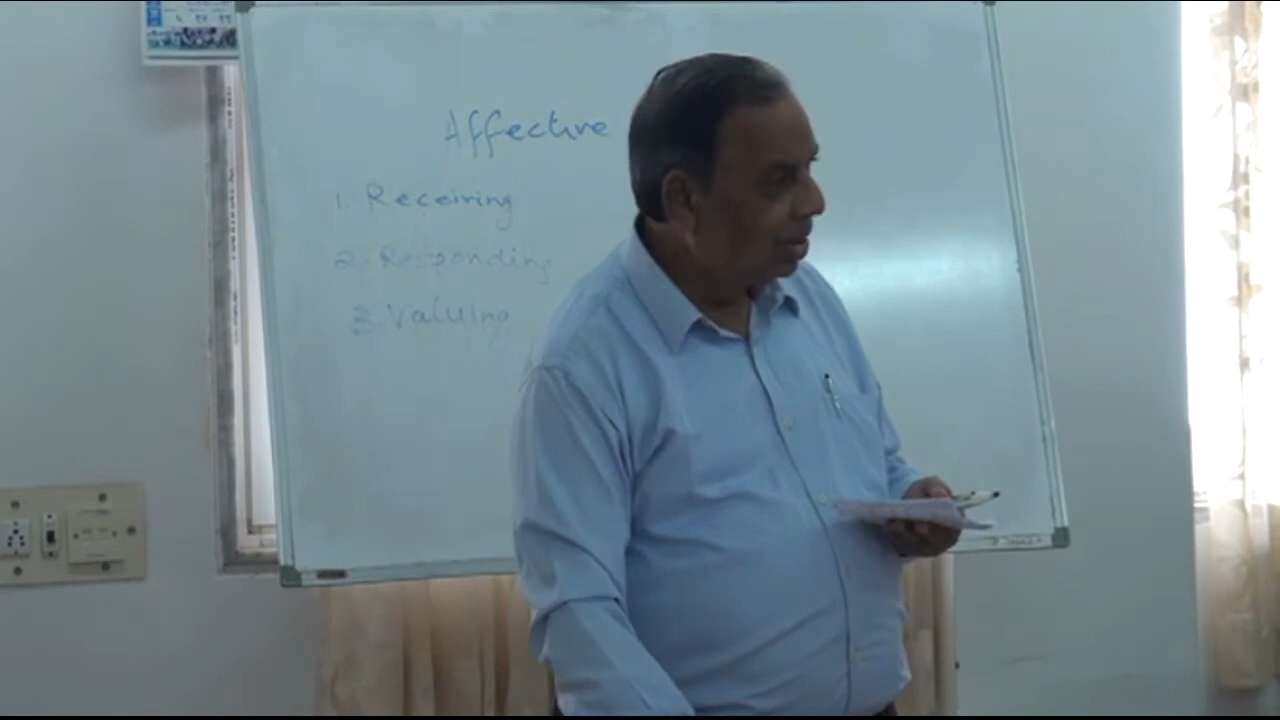 Affective
1. Receiving
2. Responding
3. Valuing